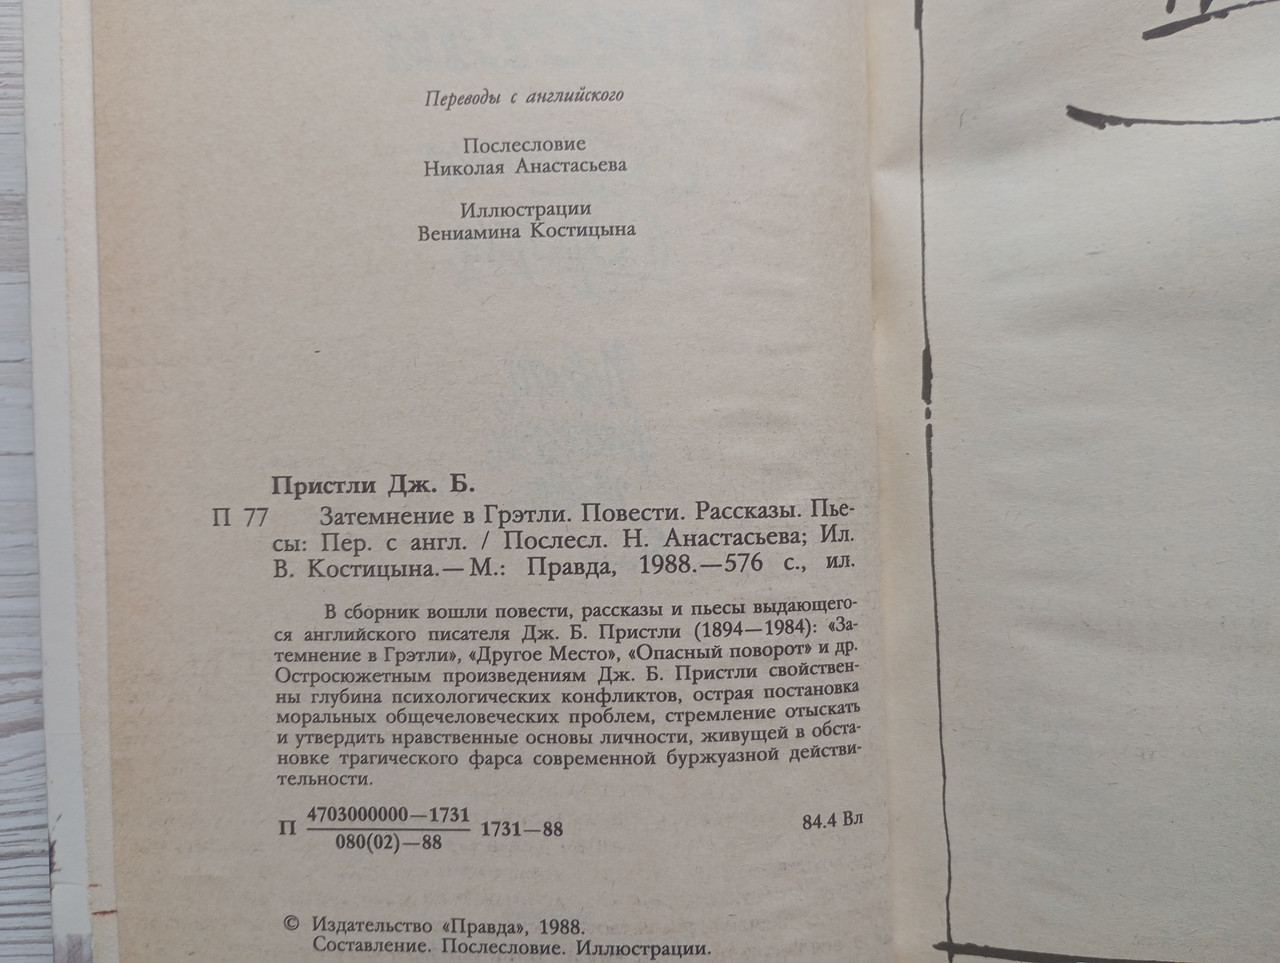 Переводы с английского
Послесловие
Николая Анастасьева
Иллюстрации
Вениамина Костицына
Пристли Дж. Б.
П 77 Затемнение в Грэтли. Повести. Рассказы. Пье-
сы: Пер. с англ. / Послесл. Н. Анастасьева; Ил.
В. Костицына.—М.: Правда, 1988.—576 с., ил.
В сборник вошли повести, рассказы и пьесы выдающего-
ся английского писателя Дж. Б. Пристли (1894—1984): «За-
темнение в Грэтли», «Другое Место», «Опасный поворот» и др.
Остросюжетным произведениям Дж. Б. Пристли свойствен-
ны глубина психологических конфликтов, острая постановка
моральных общечеловеческих проблем, стремление отыскать
и утвердить нравственные основы личности, живущей в обста-
новке трагического фарса современной буржуазной действи-
тельности.
4703000000—1731
П 1731—88 84.4 Вл
080(02)—88
© Издательство «Правда», 1988.
Составление. Послесловие. Иллюстрации.